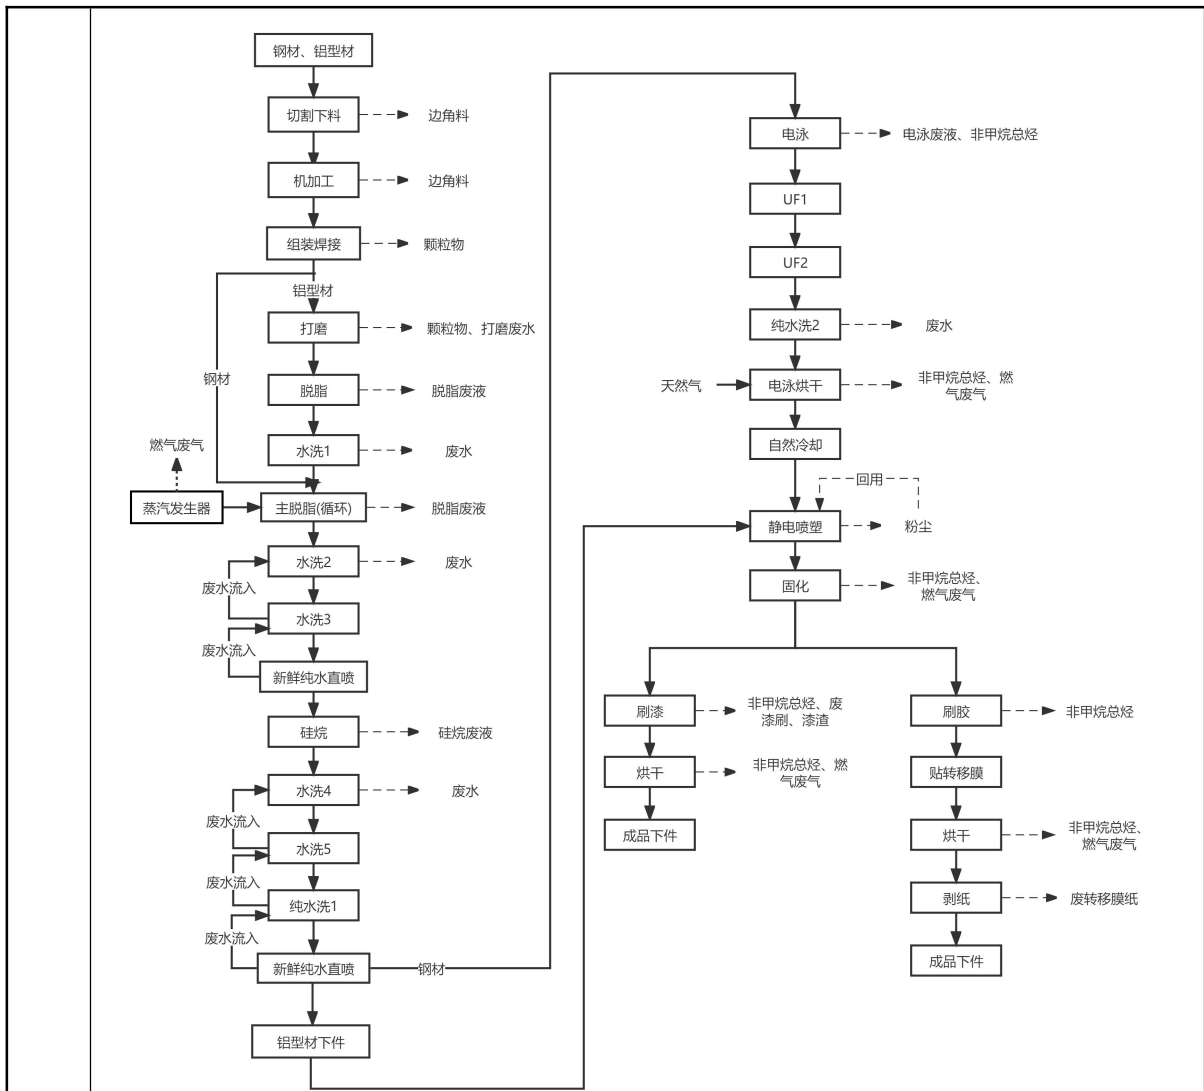 钢材、铝型材
切割下料
边角料
机加工
边角料
组装焊接
颗粒物
铝型材
打磨
颗粒物、打磨废水
钢材
脱脂
脱脂废液
水洗1
废水
燃气废气
蒸汽发生器
主脱脂(循环)
脱脂废液
水洗2
废水
废水流入
水洗3
废水流入
新鲜纯水直喷
硅烷
硅烷废液
水洗4
废水
废水流入
水洗5
废水流入
纯水洗1
废水流入
新鲜纯水直喷
钢材
铝型材下件
电泳
电泳废液、非甲烷总烃
UF1
UF2
纯水洗2
废水
天然气
电泳烘干
非甲烷总烃、燃
气废气
自然冷却
回用
静电喷塑
粉尘
固化
非甲烷总烃、
燃气废气
刷漆
非甲烷总烃、废
漆刷、漆渣
烘干
非甲烷总烃、燃
气废气
成品下件
刷胶
非甲烷总烃
贴转移膜
烘干
非甲烷总烃、
燃气废气
剥纸
废转移膜纸
成品下件